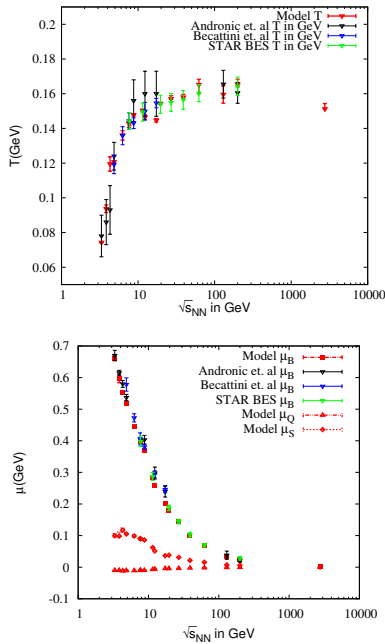 Model T
Andronic et. al T in GeV
Becattini et. al T in GeV
STAR BES T in GeV
0.2
0.18
0.16
0.14
0.12
0.1
0.08
0.06
T(GeV)
1 10 100 1000 10000
√sNN in GeV
Model μB
Andronic et. al μB
Becattini et. al μB
STAR BES μB
Model μQ
Model μS
0.7
0.6
0.5
0.4
0.3
0.2
0.1
0
-0.1
μ(GeV)
1 10 100 1000 10000
√sNN in GeV